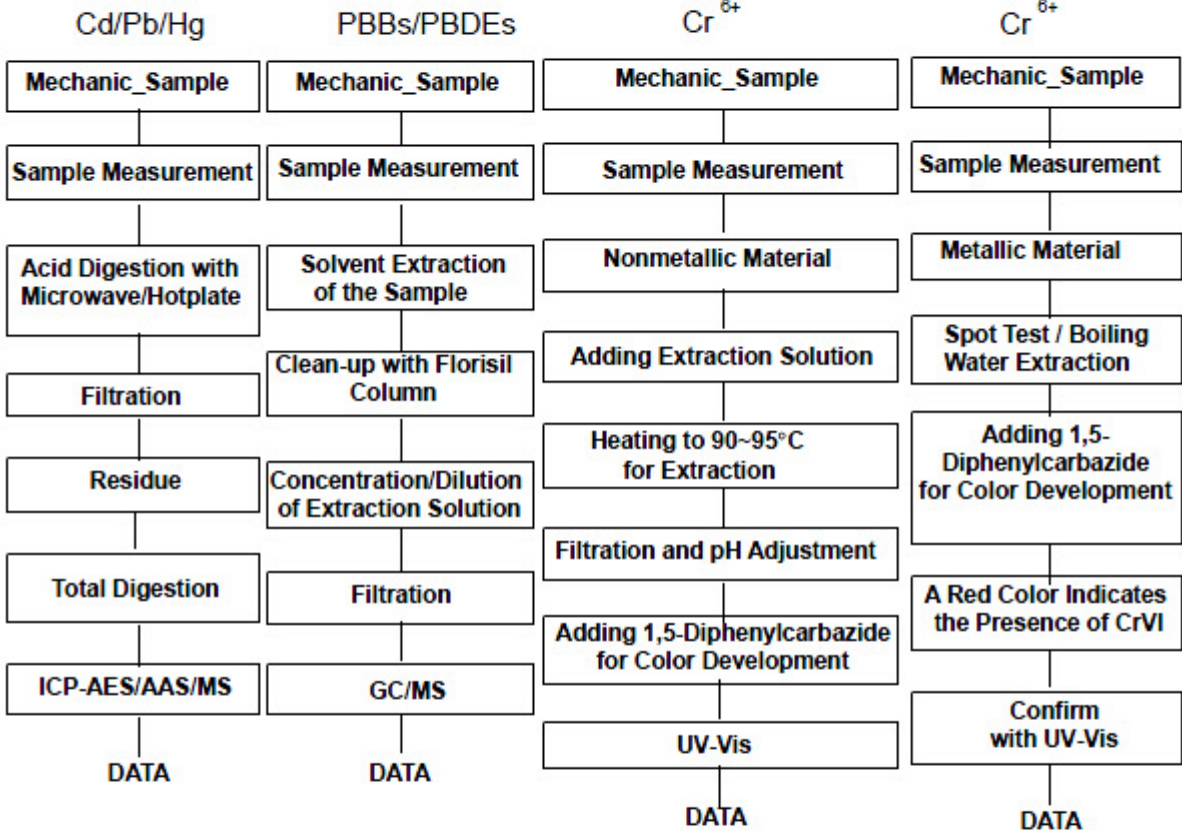 Cd/Pb/Hg
Mechanic_Sample
Sample Measurement
Acid Digestion with
Microwave/Hotplate
Filtration
Residue
Total Digestion
ICP-AES/AAS/MS
DATA
PBBs/PBDEs
Mechanic_Sample
Sample Measurement
Solvent Extraction
of the Sample
Clean-up with Florisil
Column
Concentration/Dilution
of Extraction Solution
Filtration
GC/MS
DATA
Cr 6+
Mechanic_Sample
Sample Measurement
Nonmetallic Material
Adding Extraction Solution
Heating to 90~95°C
for Extraction
Filtration and pH Adjustment
Adding 1,5-Diphenylcarbazide
for Color Development
UV-Vis
DATA
Cr 6+
Mechanic_Sample
Sample Measurement
Metallic Material
Spot Test / Boiling
Water Extraction
Adding 1,5-
Diphenylcarbazide
for Color Development
A Red Color Indicates
the Presence of CrVI
Confirm
with UV-Vis
DATA